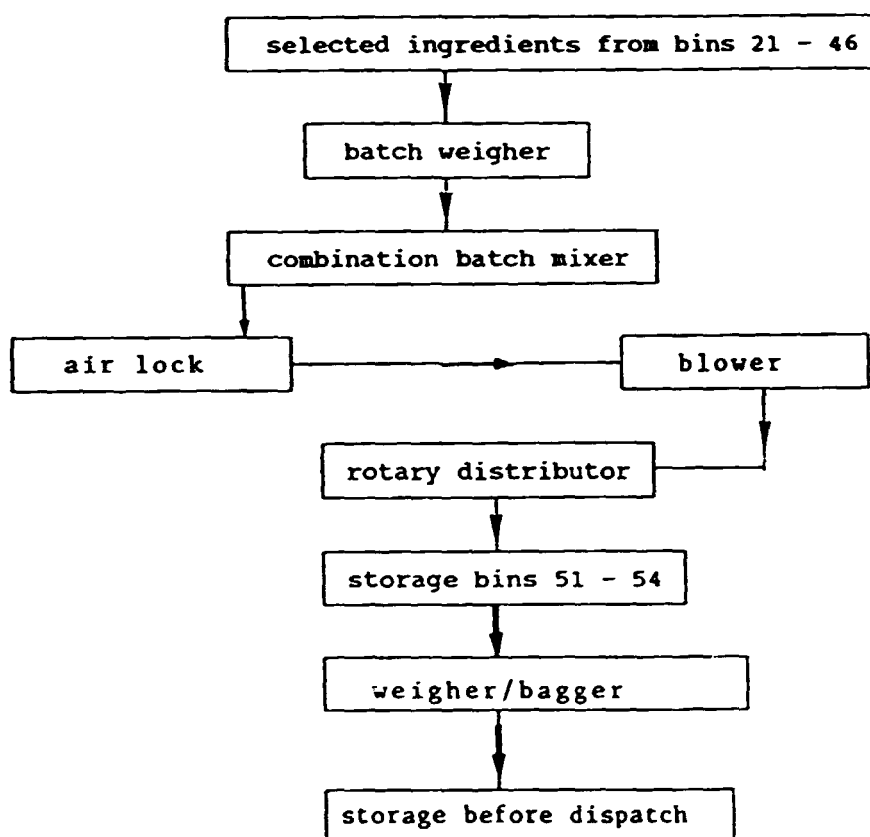 selected ingredients from bins 21 - 46
batch weigher
combination batch mixer
air lock
blower
rotary distributor
storage bins 51 - 54
weigher/bagger
storage before dispatch